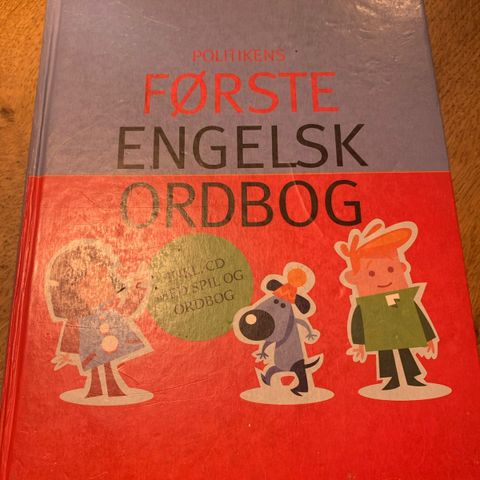 POLITIKENS
FØRSTE
ENGELSK
ORDBOG
INKL. CD
MED SPIL OG
ORDBOG